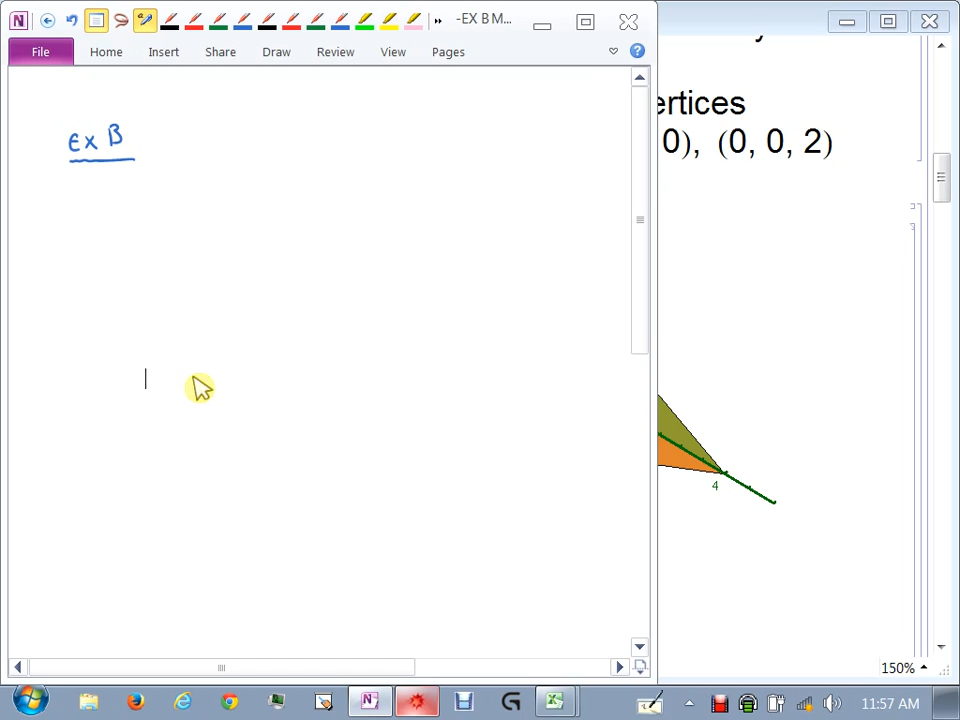 -EX B M...
File Home Insert Share Draw Review View Pages
Ex B
ertices
0), (0, 0, 2)
4
150%
11:57 AM